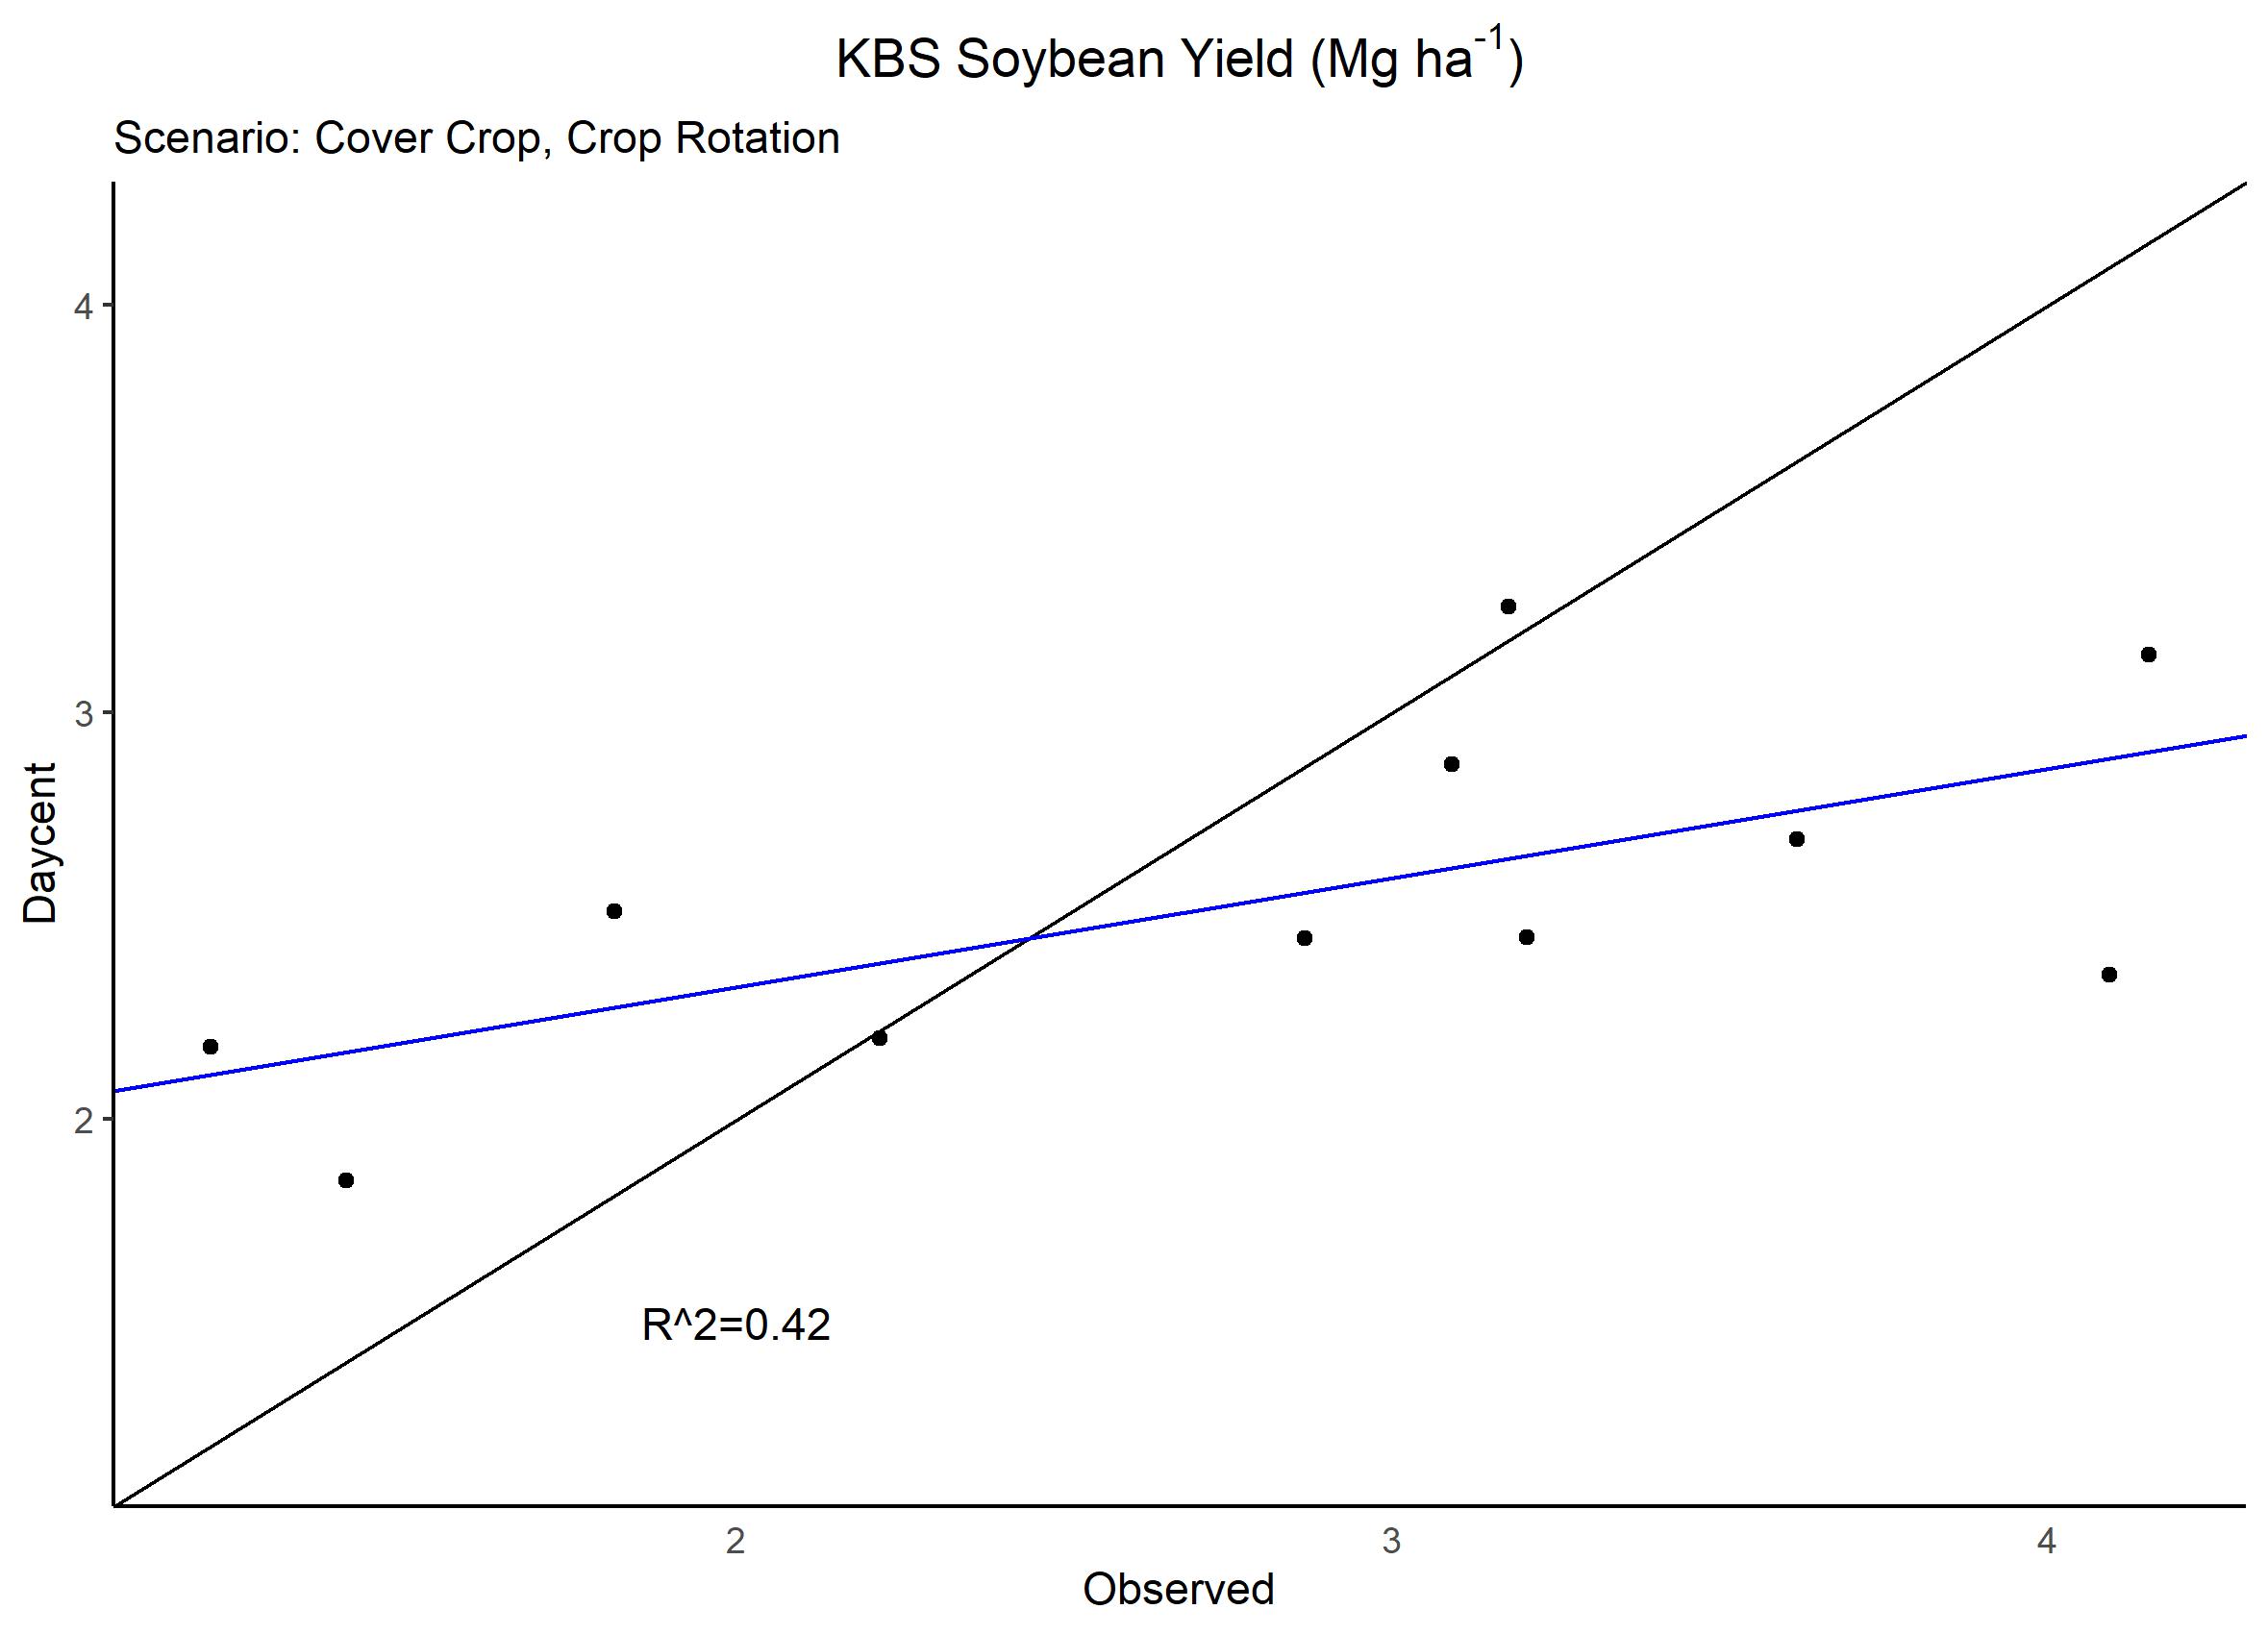 KBS Soybean Yield (Mg ha⁻¹)
Scenario: Cover Crop, Crop Rotation
4
3
2
Daycent
R^2=0.42
2 3 4
Observed